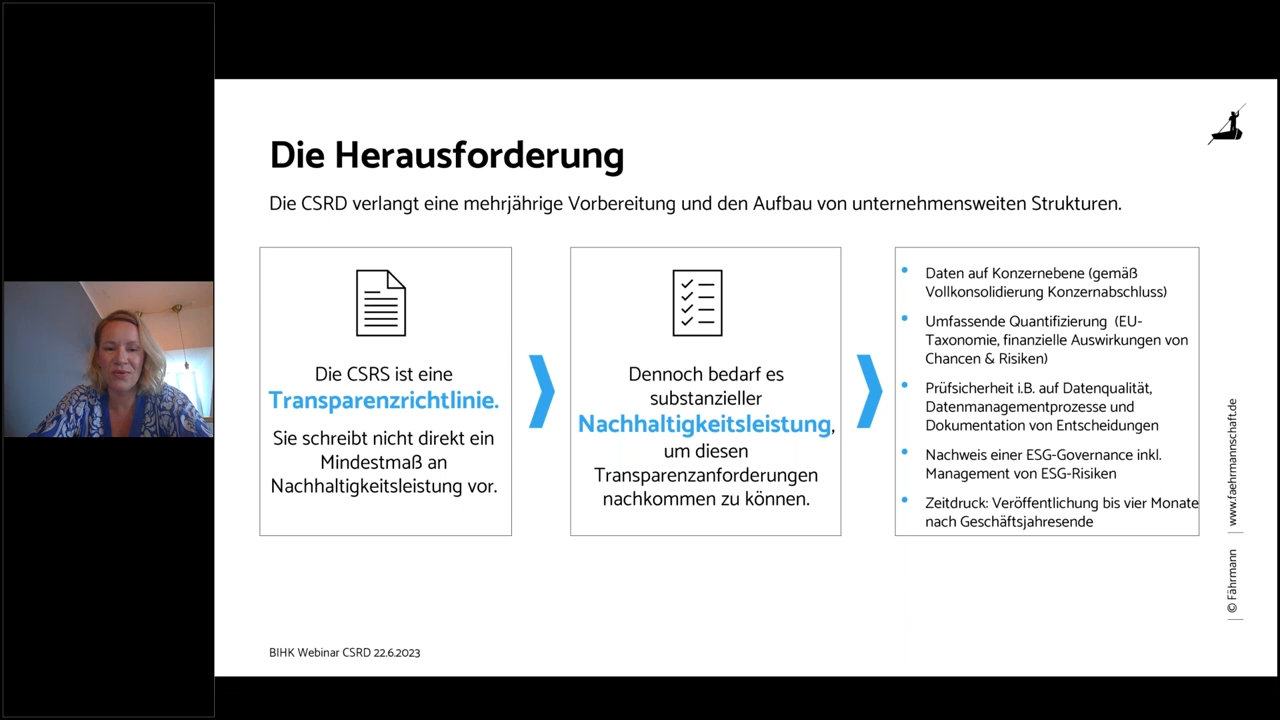 Die Herausforderung
Die CSRD verlangt eine mehrjährige Vorbereitung und den Aufbau von unternehmensweiten Strukturen.
Die CSRS ist eine
Transparenzrichtlinie.
Sie schreibt nicht direkt ein
Mindestmaß an
Nachhaltigkeitsleistung vor.
Dennoch bedarf es
substanzieller
Nachhaltigkeitsleistung,
um diesen
Transparenzanforderungen
nachkommen zu können.
Daten auf Konzernebene (gemäß
Vollkonsolidierung Konzernabschluss)
Umfassende Quantifizierung (EU-
Taxonomie, finanzielle Auswirkungen von
Chancen & Risiken)
Prüfsicherheit i.B. auf Datenqualität,
Datenmanagementprozesse und
Dokumentation von Entscheidungen
Nachweis einer ESG-Governance inkl.
Management von ESG-Risiken
Zeitdruck: Veröffentlichung bis vier Monate
nach Geschäftsjahresende
© Fährmann | www.faehrmannschaft.de
BIHK Webinar CSRD 22.6.2023